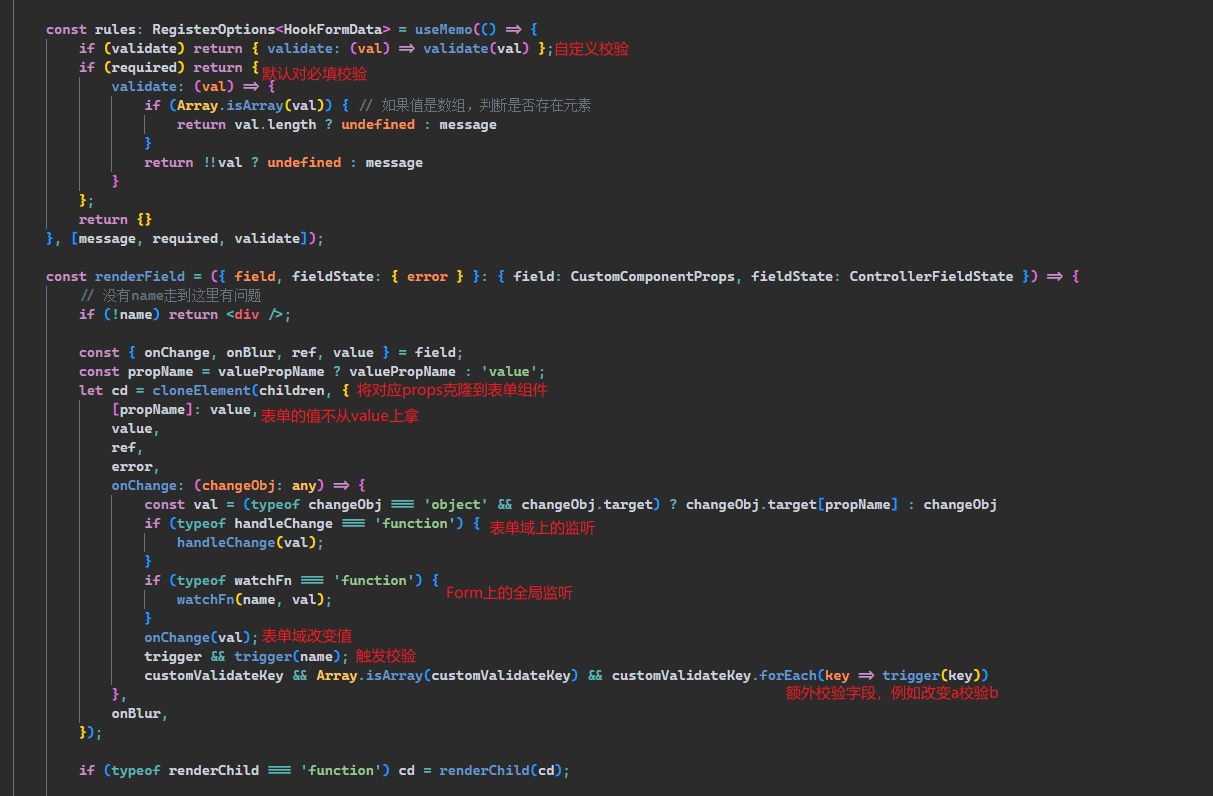 const rules: RegisterOptions<HookFormData> = useMemo(() => {
if (validate) return { validate: (val) => validate(val) };自定义校验
if (required) return { 默认对必填校验
validate: (val) => {
if (Array.isArray(val)) { // 如果值是数组，判断是否存在元素
return val.length ? undefined : message
}
return !!val ? undefined : message
}
};
return {}
}, [message, required, validate]);
const renderField = ({ field, fieldState: { error } }: { field: CustomComponentProps, fieldState: ControllerFieldState }) => {
// 没有name走到这里有问题
if (!name) return <div />;
const { onChange, onBlur, ref, value } = field;
const propName = valuePropName ? valuePropName : 'value';
let cd = cloneElement(children, { 将对应props克隆到表单组件
[propName]: value, 表单的值不从value上拿
value,
ref,
error,
onChange: (changeObj: any) => {
const val = (typeof changeObj === 'object' && changeObj.target) ? changeObj.target[propName] : changeObj
if (typeof handleChange === 'function') { 表单域上的监听
handleChange(val);
}
if (typeof watchFn === 'function') { Form上的全局监听
watchFn(name, val);
}
onChange(val); 表单域改变值
trigger && trigger(name); 触发校验
customValidateKey && Array.isArray(customValidateKey) && customValidateKey.forEach(key => trigger(key))
额外校验字段，例如改变a校验b
},
onBlur,
});
if (typeof renderChild === 'function') cd = renderChild(cd);